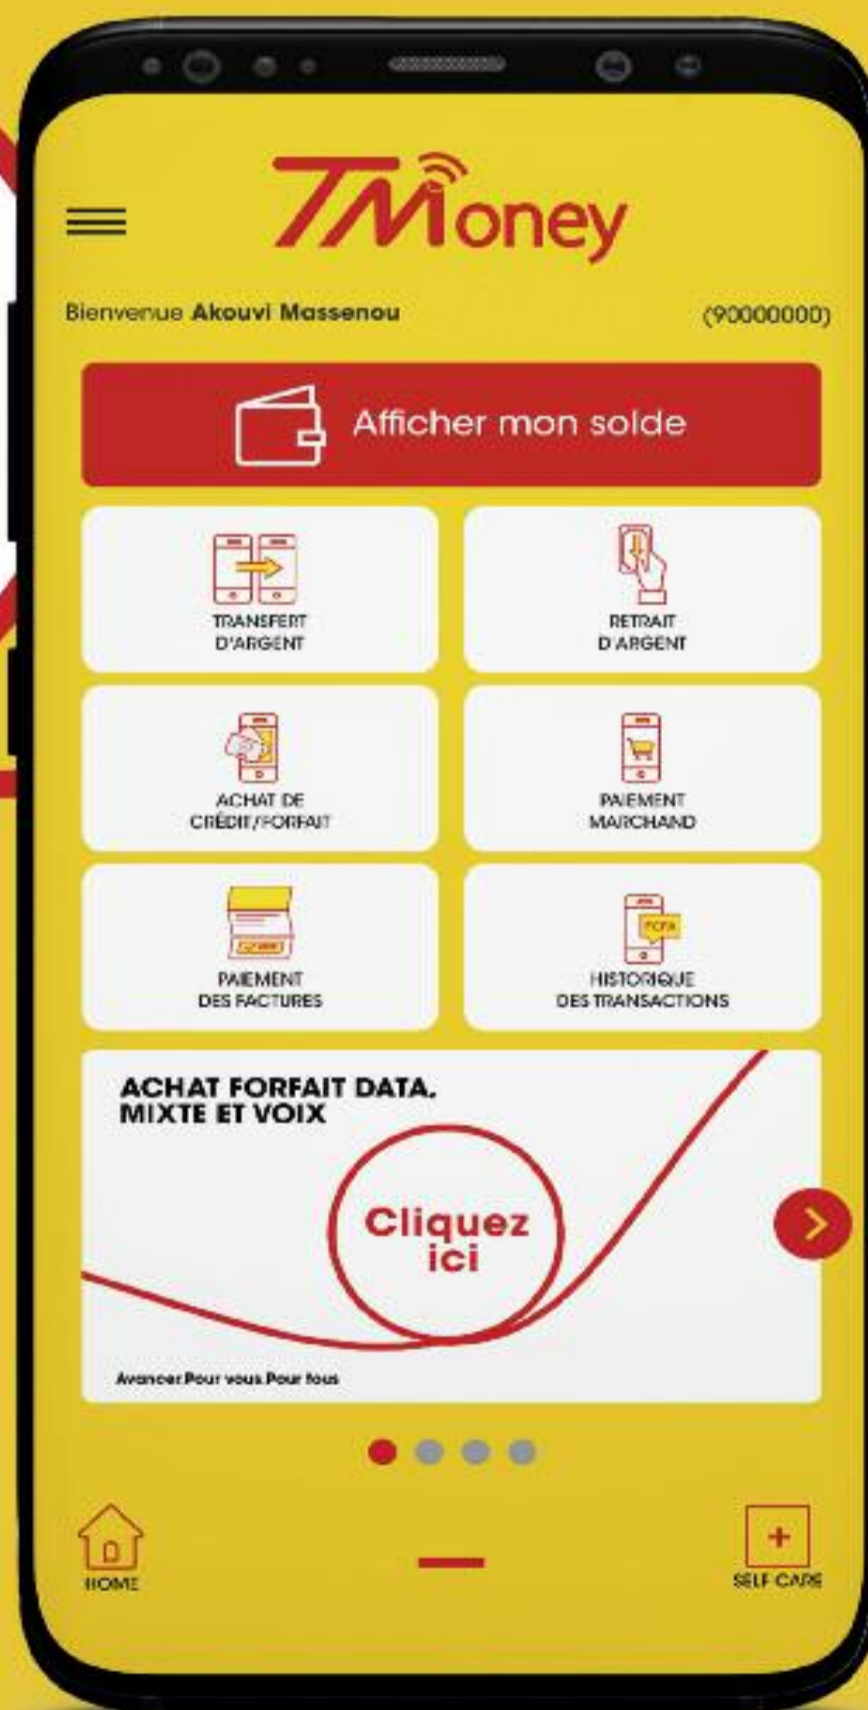 TMoney
Bienvenue Akouvi Massenou
(90000000)
Afficher mon solde
TRANSFERT
D'ARGENT
RETRAIT
D'ARGENT
ACHAT DE
CRÉDIT/FORFAIT
PAIEMENT
MARCHAND
PAIEMENT
DES FACTURES
FCFA
HISTORIQUE
DES TRANSACTIONS
ACHAT FORFAIT DATA,
MIXTE ET VOIX
Cliquez
ici
Avancer.Pour vous.Pour tous
HOME
SELF CARE